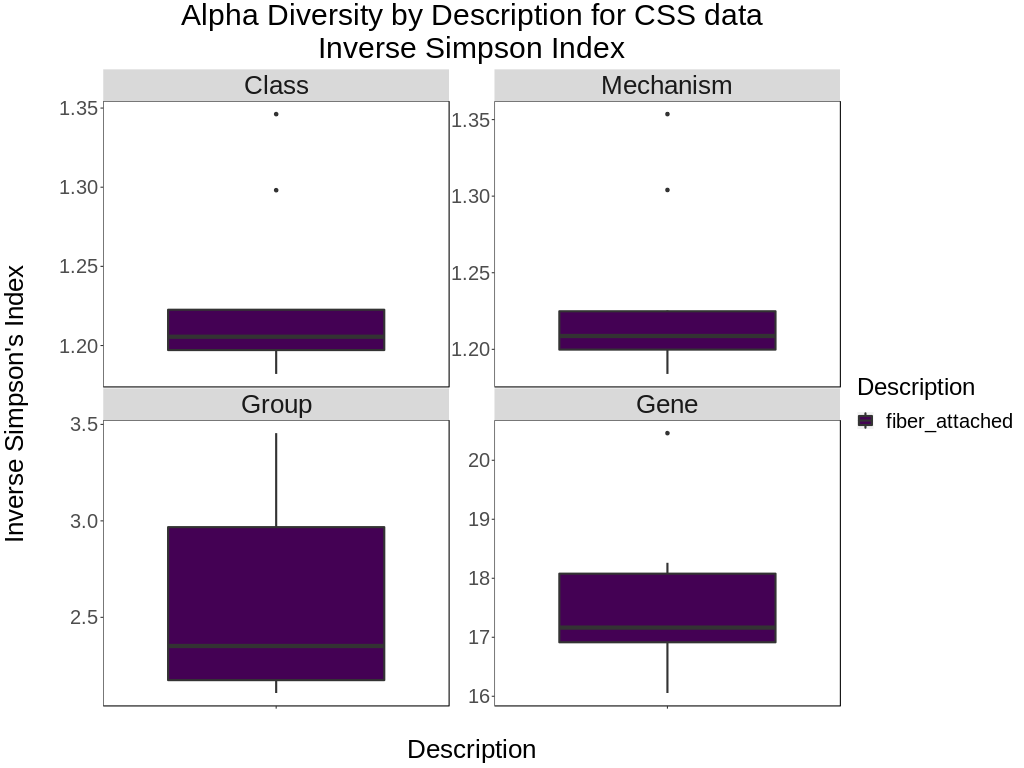 Alpha Diversity by Description for CSS data
Inverse Simpson Index
Class
Mechanism
1.35
1.30
1.25
1.20
1.35
1.30
1.25
1.20
Group
Gene
3.5
3.0
2.5
20
19
18
17
16
Inverse Simpson's Index
Description
Description
fiber_attached